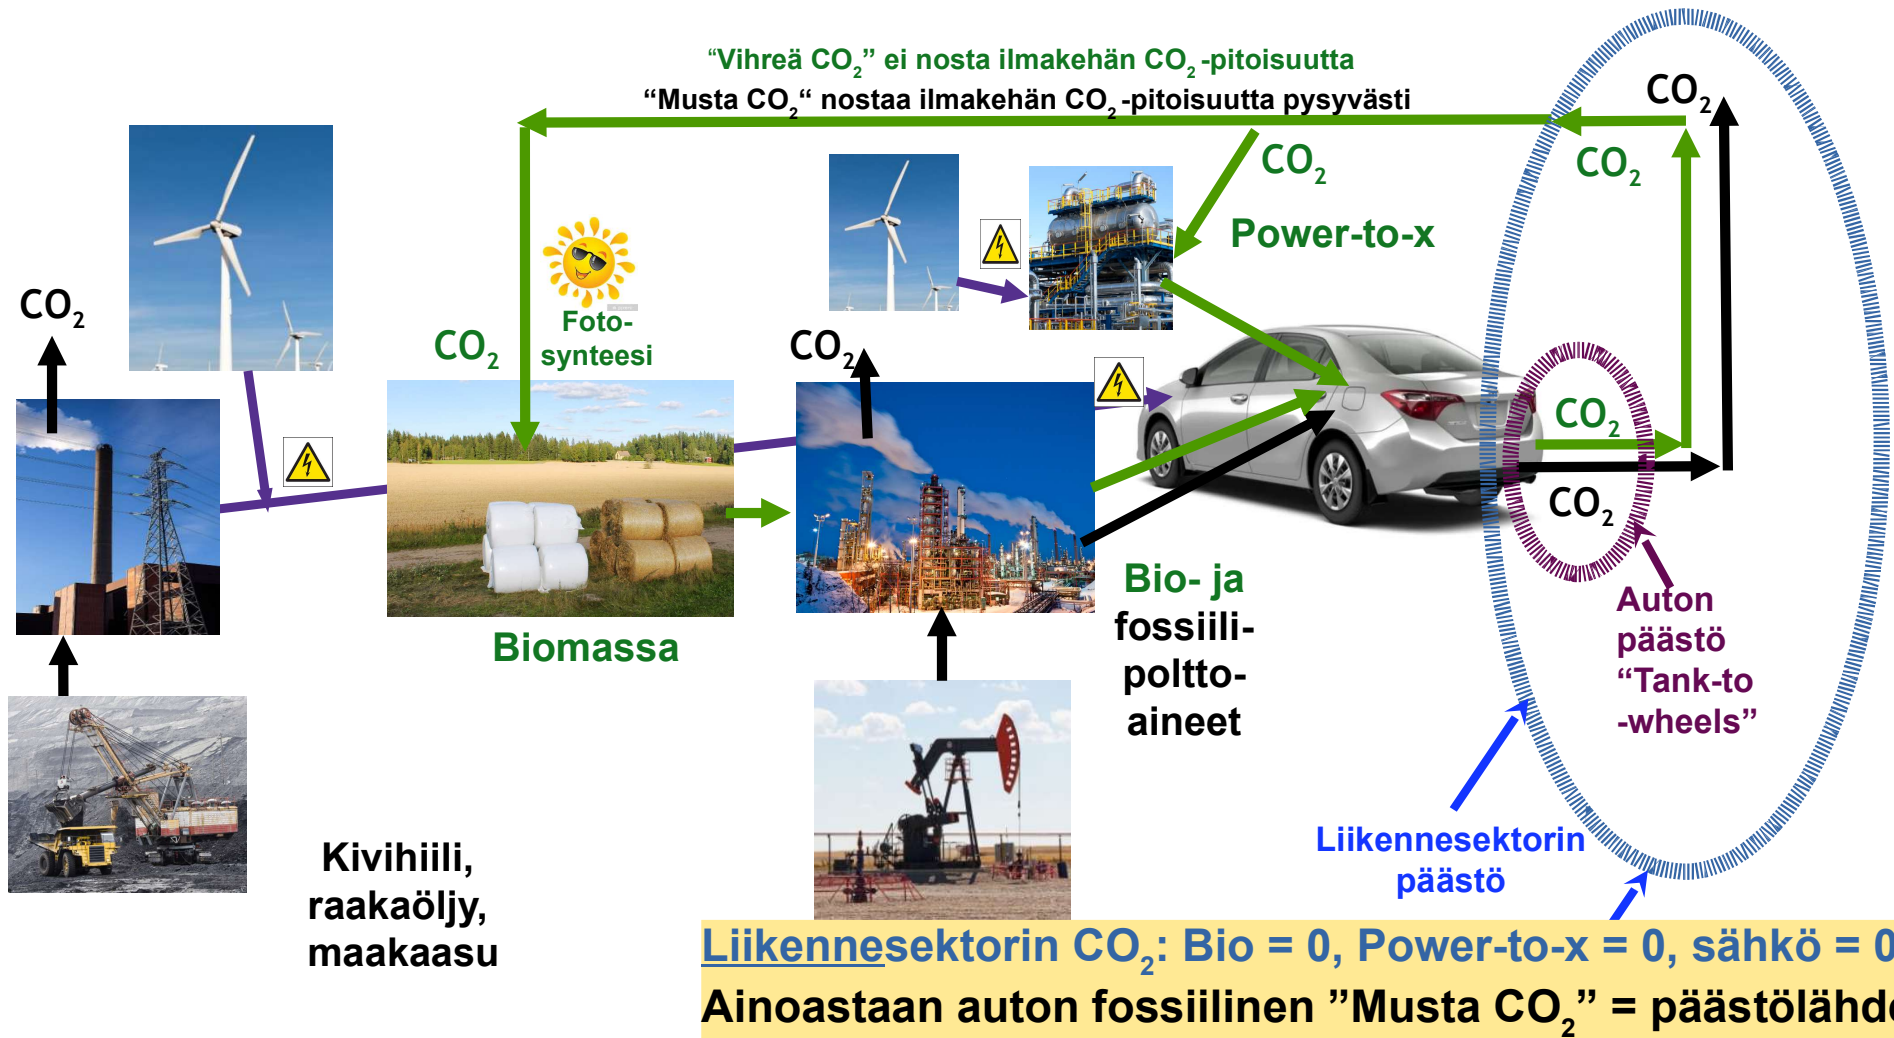 “Vihreä CO2” ei nosta ilmakehän CO2 -pitoisuutta
“Musta CO2“ nostaa ilmakehän CO2 -pitoisuutta pysyvästi
CO2
CO2
CO2
Power-to-x
CO2
Foto-
synteesi
CO2
CO2
CO2
CO2
Biomassa
Bio- ja
fossiili-
poltto-
aineet
Auton
päästö
“Tank-to
-wheels”
Liikennesektorin
päästö
Kivihiili,
raakaöljy,
maakaasu
Liikennesektorin CO2: Bio = 0, Power-to-x = 0, sähkö = 0
Ainoastaan auton fossiilinen ”Musta CO2” = päästölähde